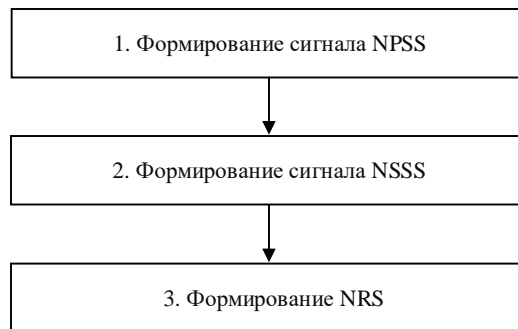 1. Формирование сигнала NPSS
2. Формирование сигнала NSSS
3. Формирование NRS